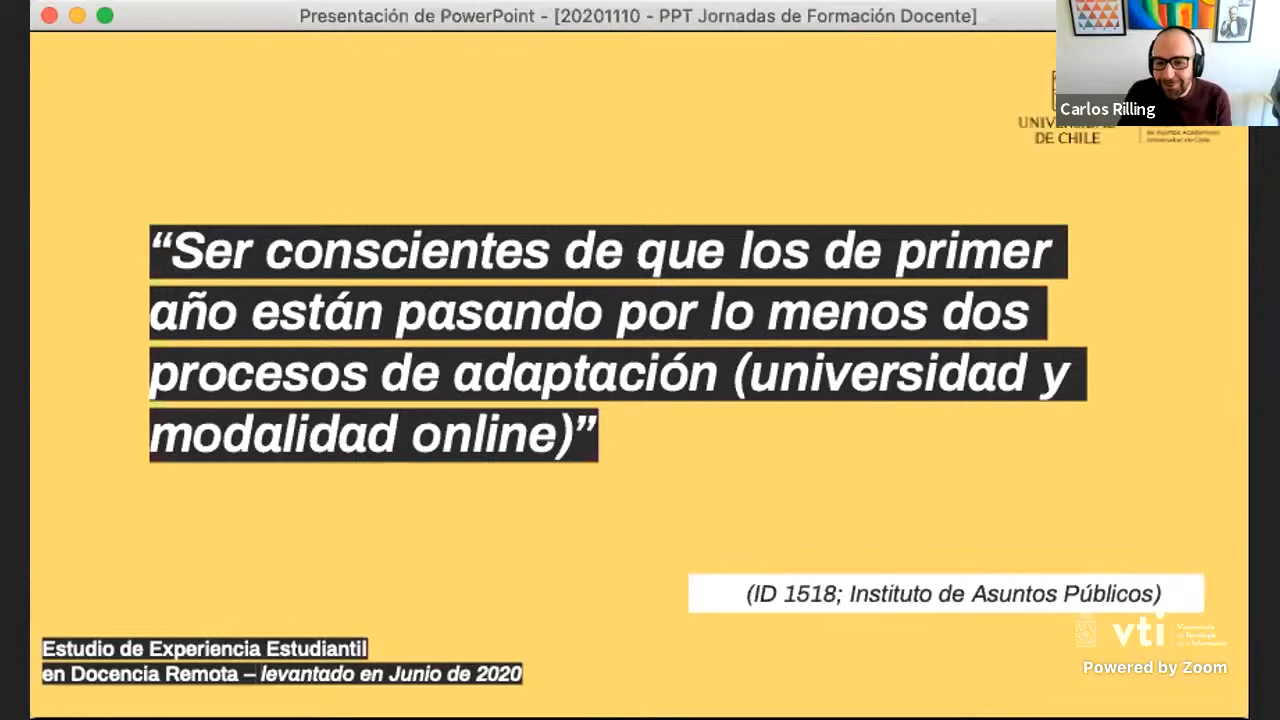 Presentación de PowerPoint - [20201110 - PPT Jornadas de Formación Docente]
Carlos Rilling
DE CHILE
“Ser conscientes de que los de primer
año están pasando por lo menos dos
procesos de adaptación (universidad y
modalidad online)”
(ID 1518; Instituto de Asuntos Públicos)
vti
Powered by Zoom
Estudio de Experiencia Estudiantil
en Docencia Remota – levantado en Junio de 2020